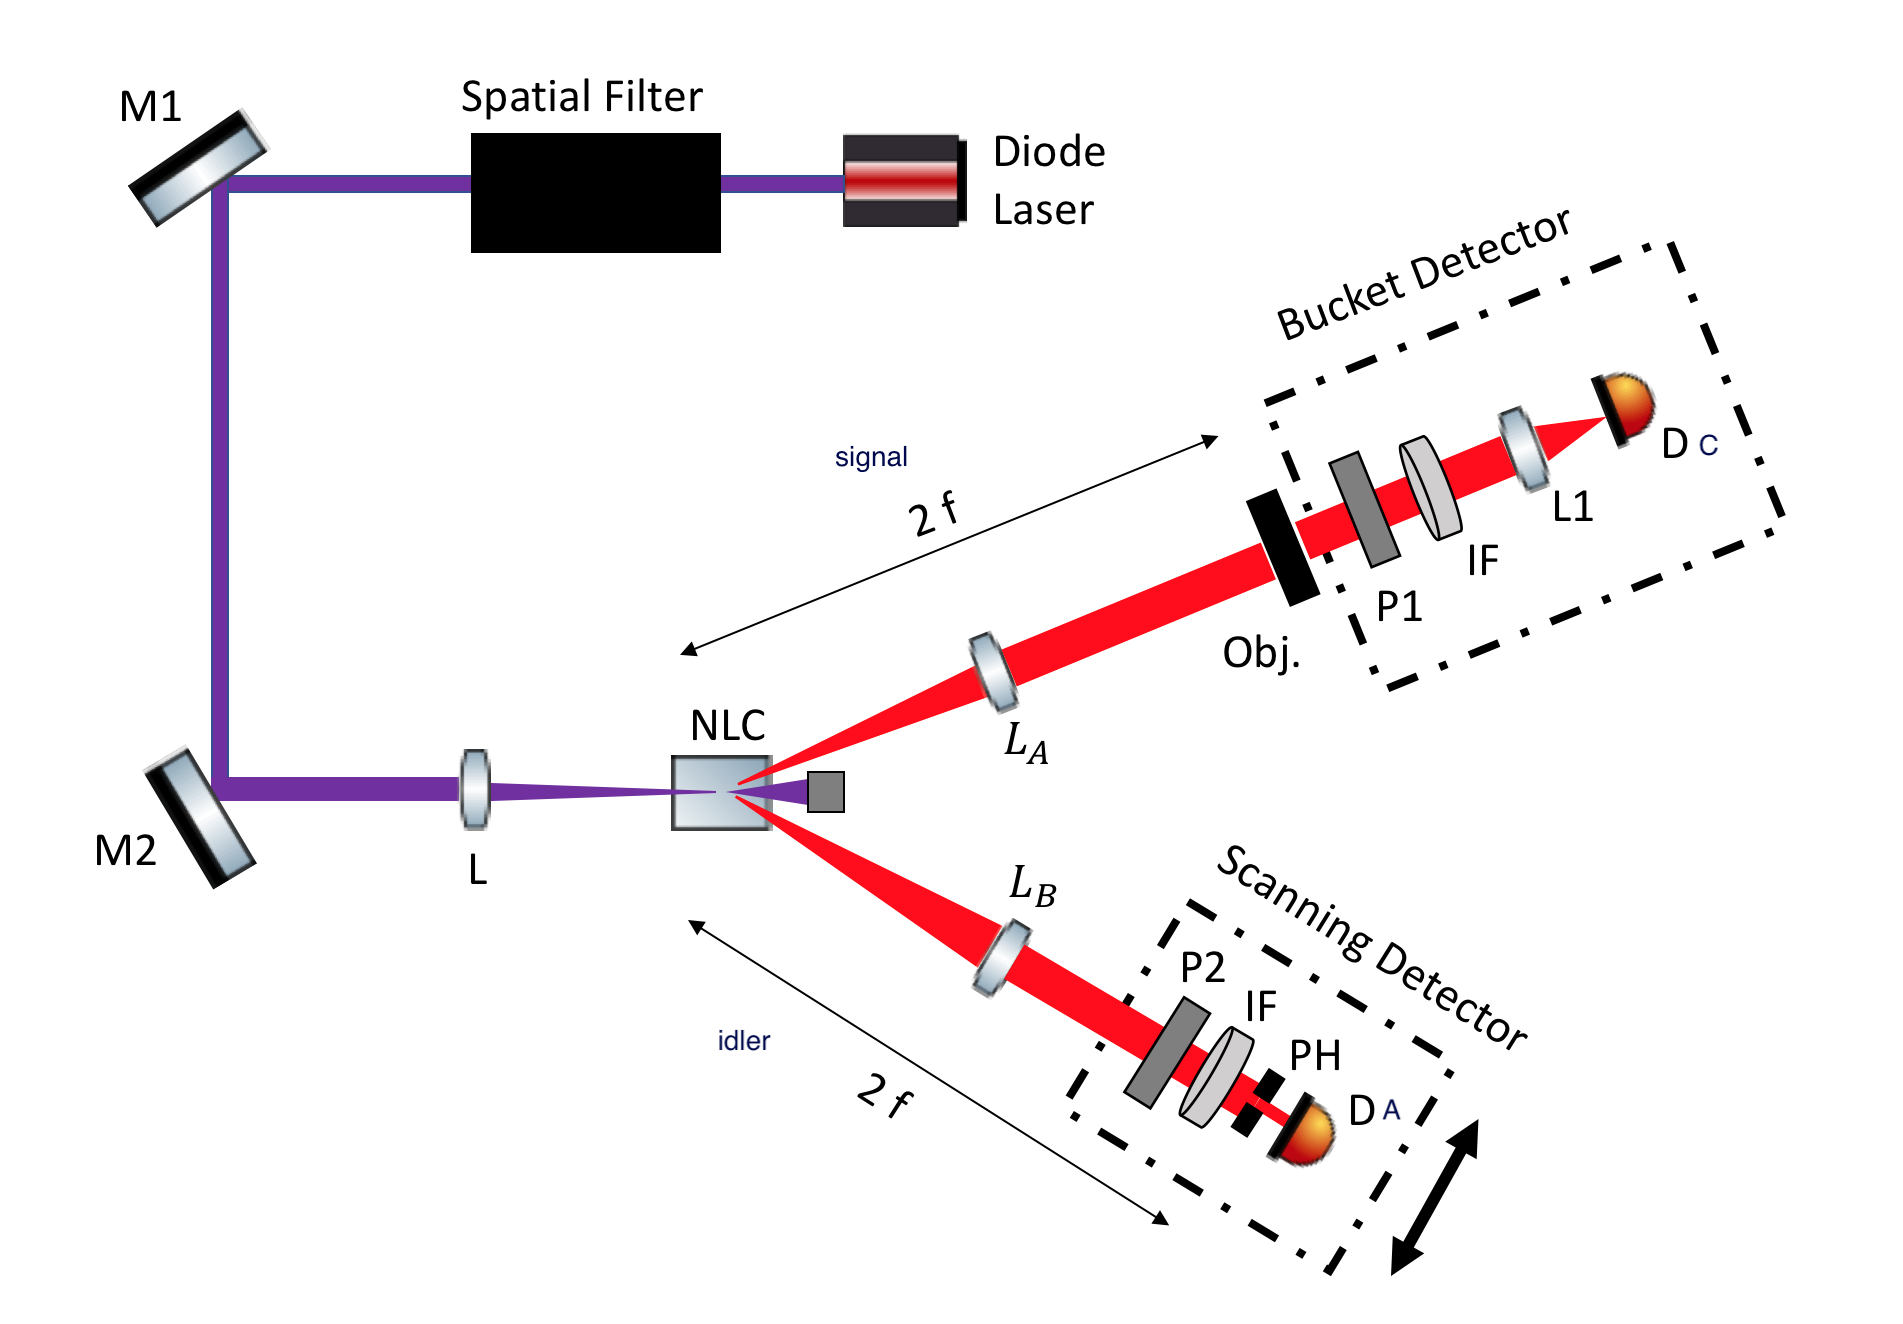 M1
Spatial Filter
Diode
Laser
Bucket Detector
signal
2 f
D C
L1
IF
P1
Obj.
L_A
NLC
M2
L
L_B
Scanning Detector
P2
IF
PH
D A
idler
2 f